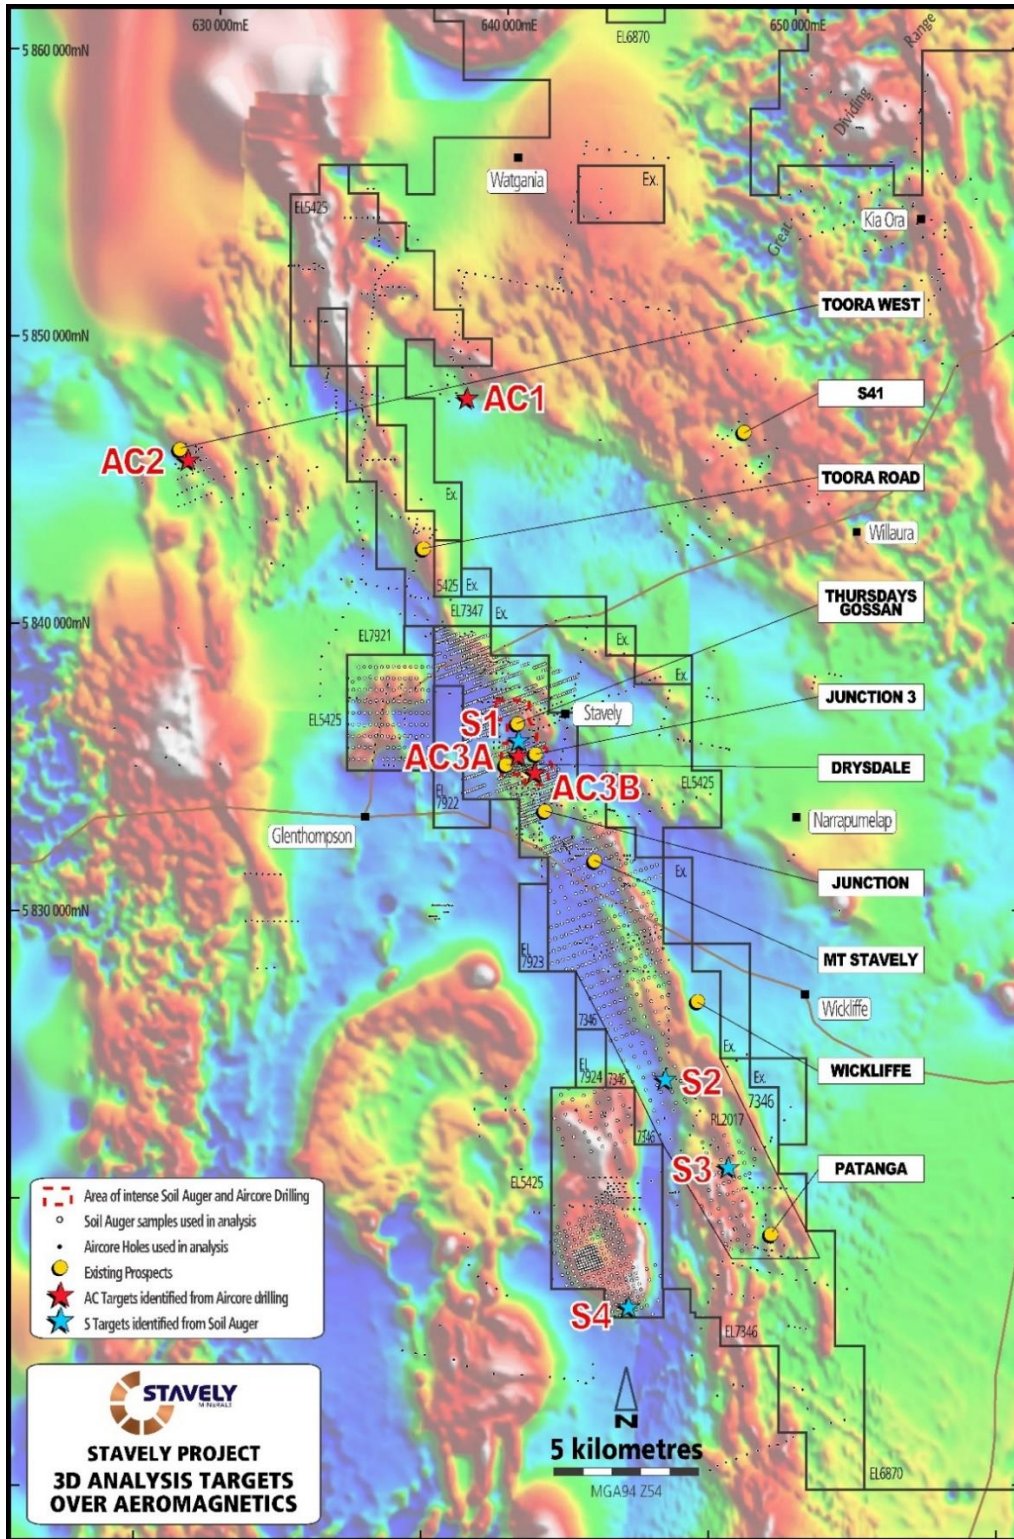 630 000mE
640 000mE
650 000mE
5 860 000mN
EL6870
Range
Dividing
Great
Watgania
Ex.
EL5425
Kia Ora
TOORA WEST
5 850 000mN
AC1
S41
AC2
TOORA ROAD
Ex.
Willaura
5425
Ex.
THURSDAYS
GOSSAN
EL7347
Ex.
5 840 000mN
EL7921
Ex.
Ex.
JUNCTION 3
EL5425
S1
Stavely
AC3A
DRYSDALE
AC3B
EL
7922
EL5425
Glenthompson
Narrapumelap
Ex.
JUNCTION
5 830 000mN
EL
7923
MT STAVELY
Wickliffe
7346
Ex.
WICKLIFFE
EL
7924
7346
S2
Ex.
7346
RL2017
7346
S3
PATANGA
EL5425
S4
EL7346
EL6870
Area of intense Soil Auger and Aircore Drilling
Soil Auger samples used in analysis
Aircore Holes used in analysis
Existing Prospects
AC Targets identified from Aircore drilling
S Targets identified from Soil Auger
STAVELY
MINERALS
STAVELY PROJECT
3D ANALYSIS TARGETS
OVER AEROMAGNETICS
N
5 kilometres
MGA94 Z54